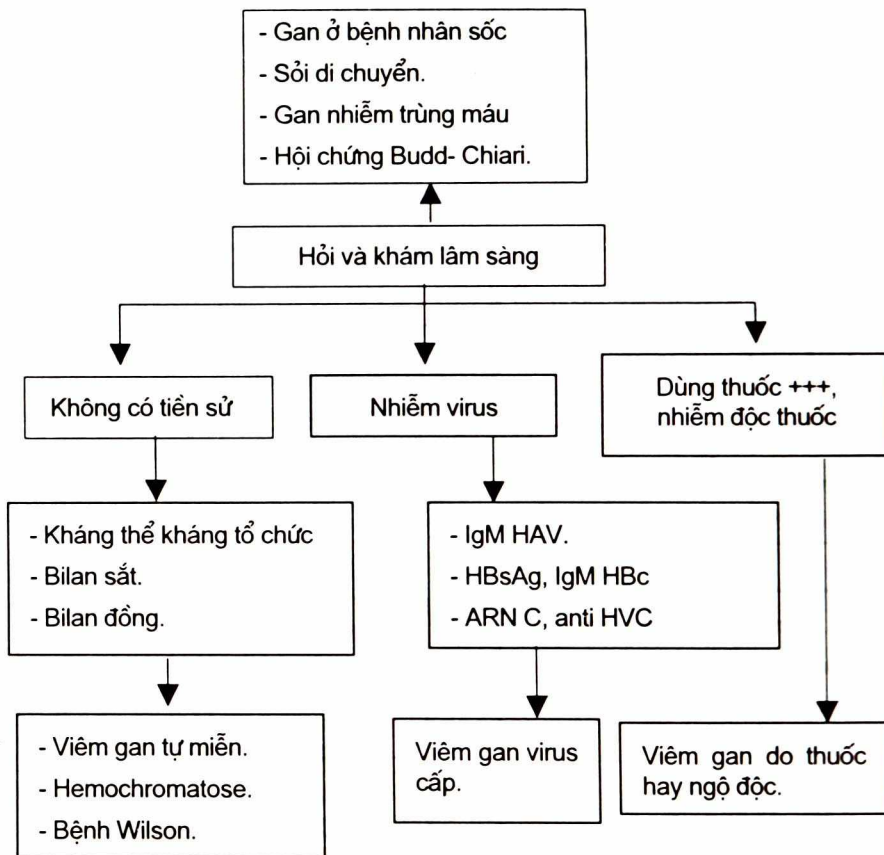 - Gan ở bệnh nhân sốc
- Sỏi di chuyển.
- Gan nhiễm trùng máu
- Hội chứng Budd- Chiari.
Hỏi và khám lâm sàng
Không có tiền sử
Nhiễm virus
Dùng thuốc +++,
nhiễm độc thuốc
- Kháng thể kháng tổ chức
- Bilan sắt.
- Bilan đồng.
- IgM HAV.
- HBsAg, IgM HBc
- ARN C, anti HVC
- Viêm gan tự miễn.
- Hemochromatose.
- Bệnh Wilson.
Viêm gan virus
cấp.
Viêm gan do thuốc
hay ngộ độc.